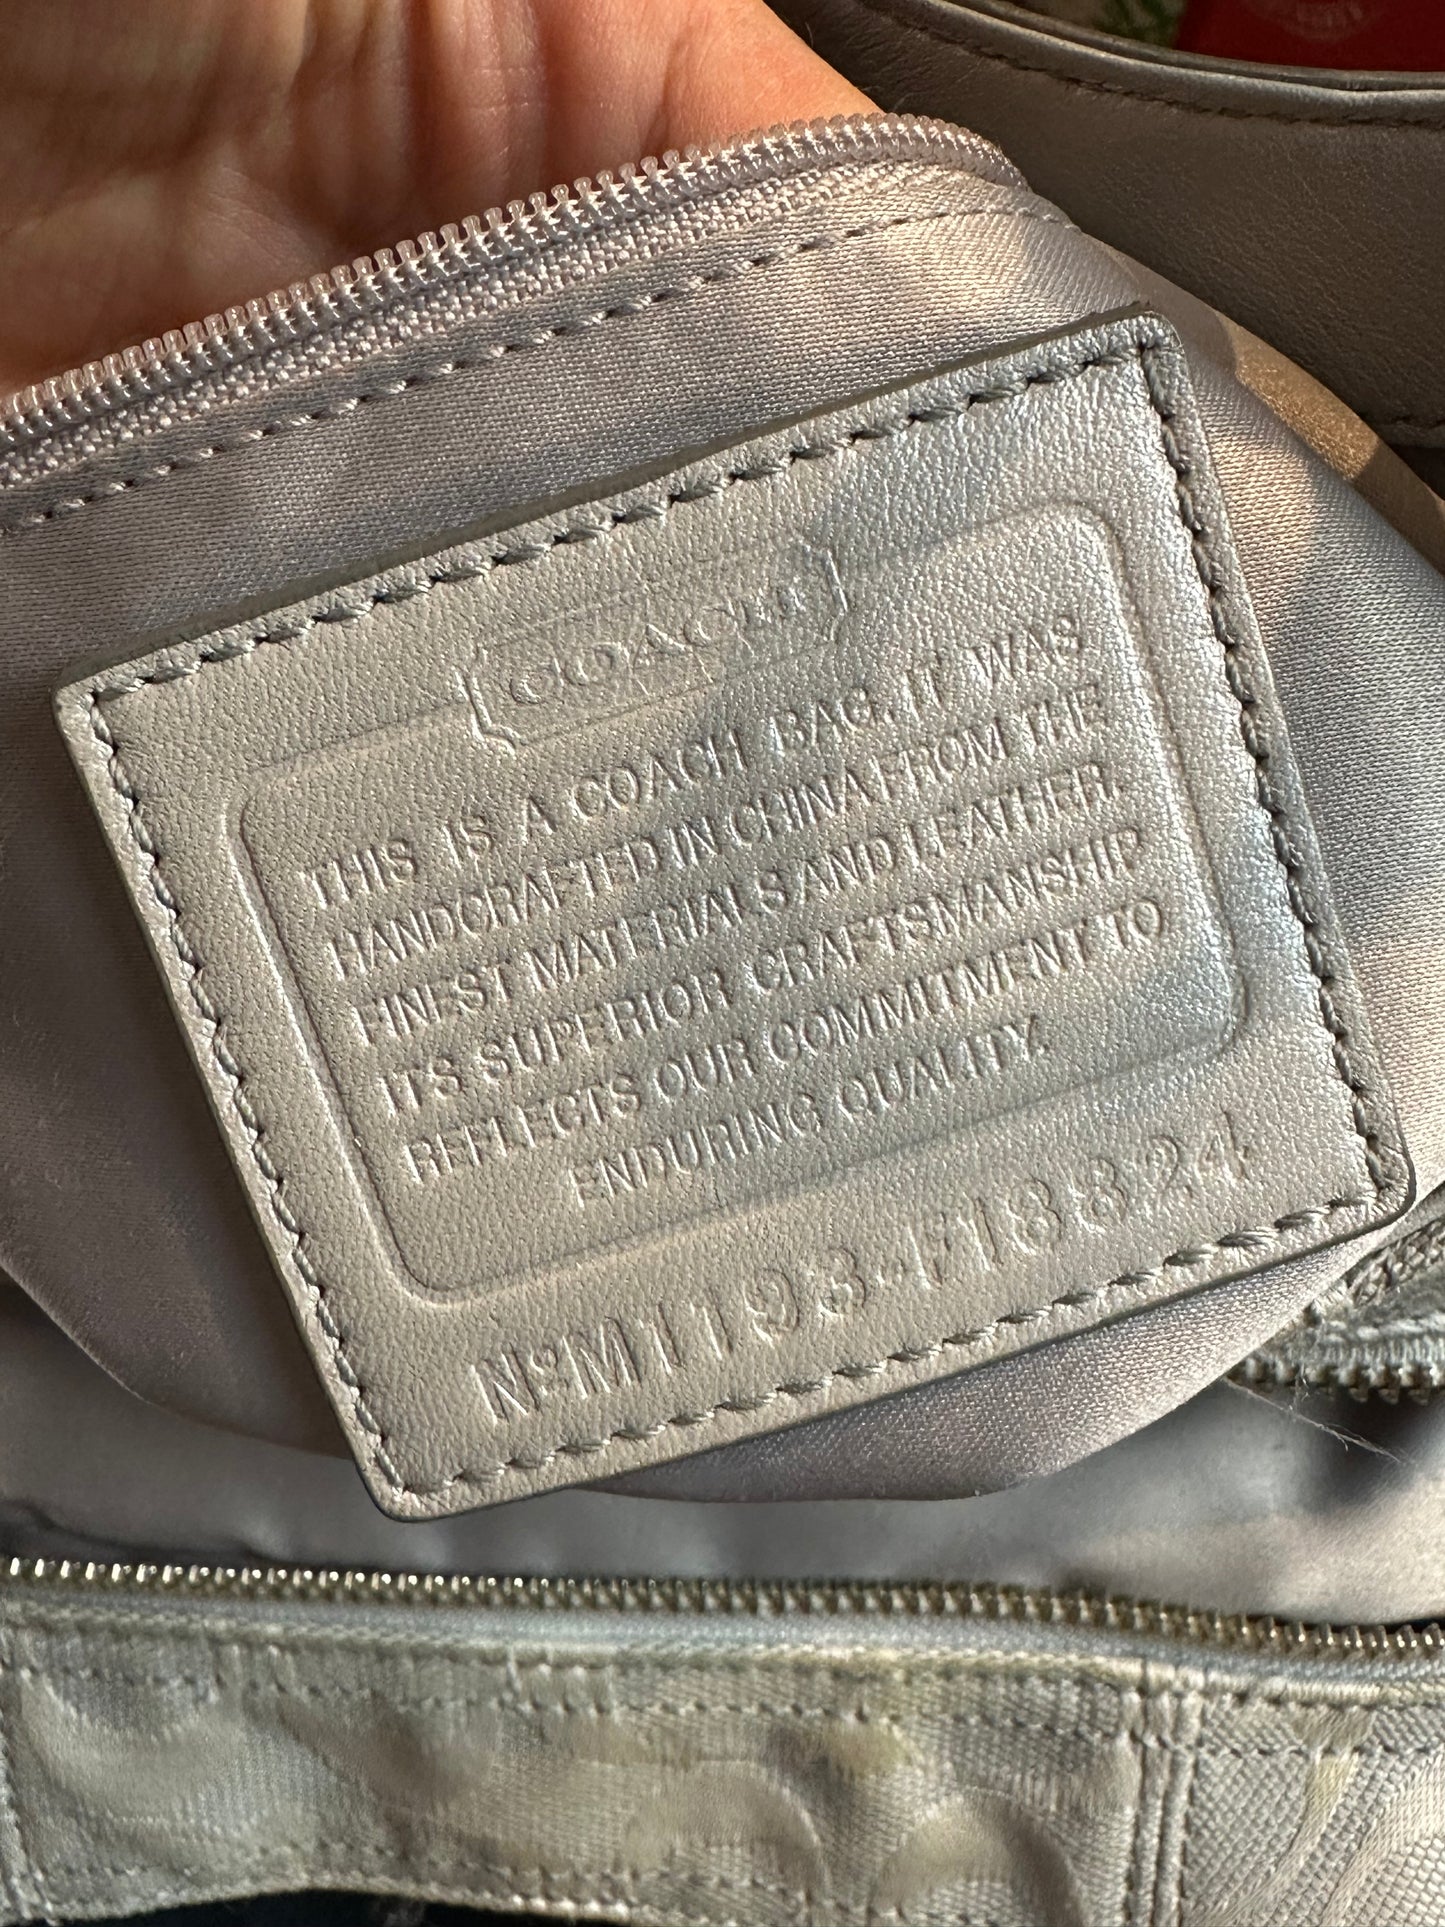 COACH
THIS IS A COACH BAG. IT WAS
HANDCRAFTED IN CHINA FROM THE
FINEST MATERIALS AND LEATHER.
ITS SUPERIOR CRAFTSMANSHIP
REFLECTS OUR COMMITMENT TO
ENDURING QUALITY.
NºM1193-F18824